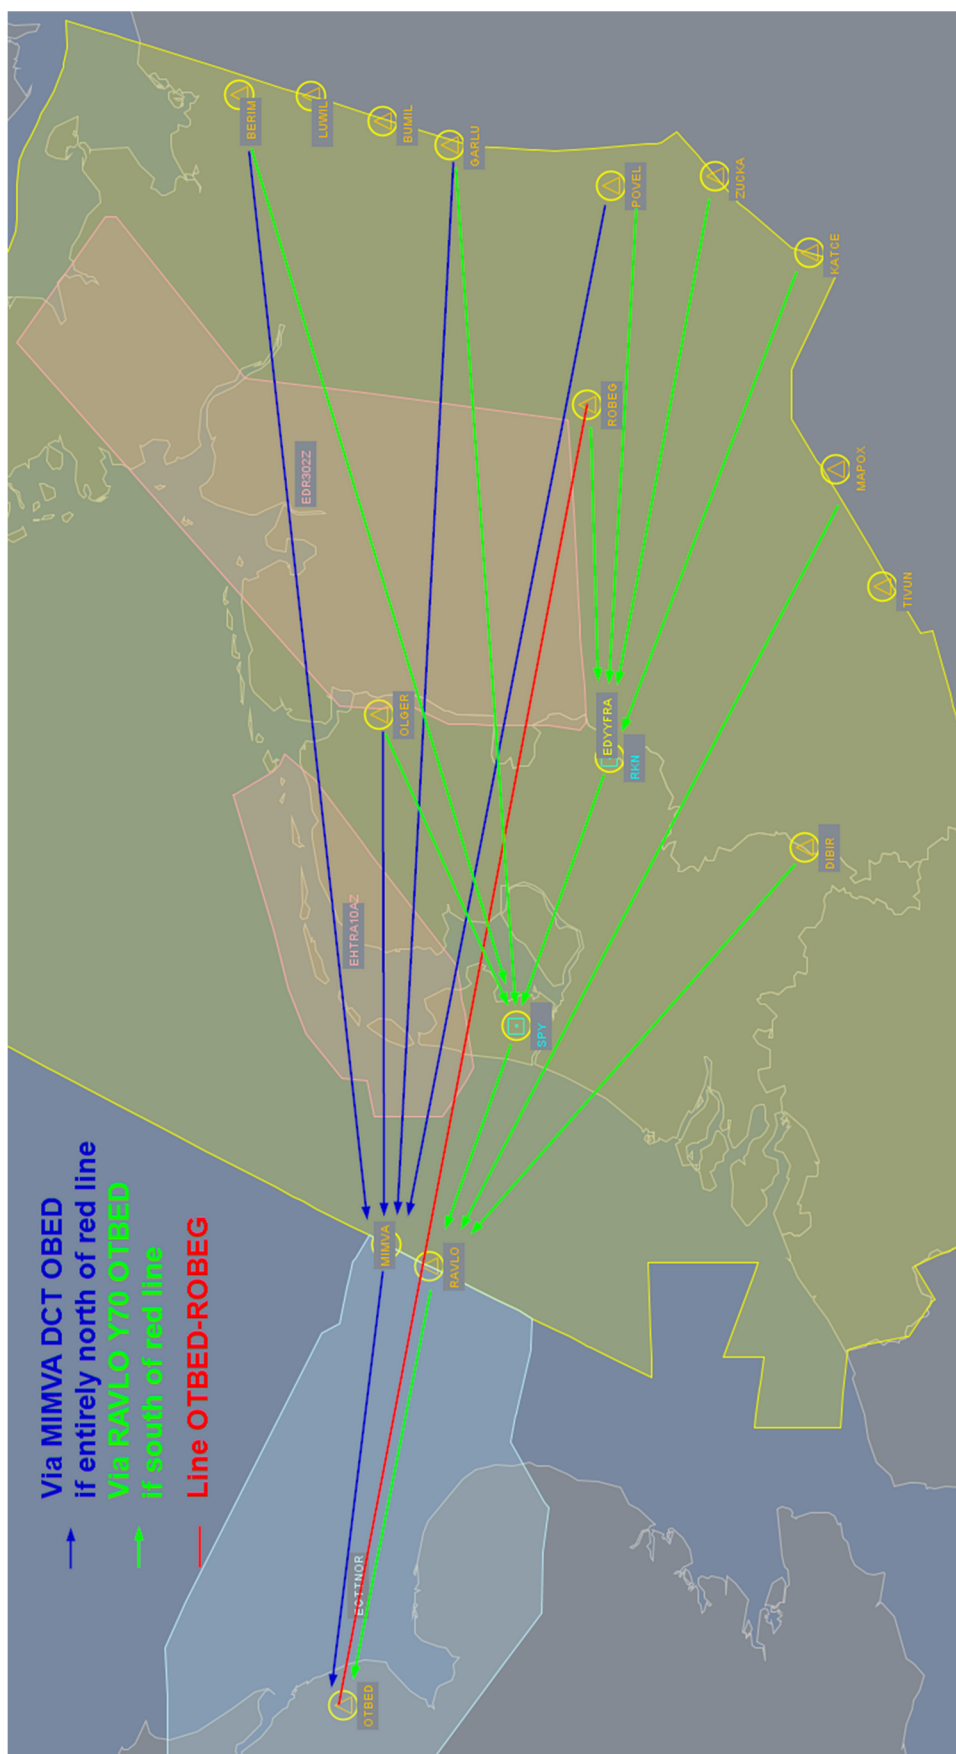 Via MIMVA DCT OBED
if entirely north of red line
Via RAVLO Y70 OTBED
if south of red line
Line OTBED-ROBEG
BERIM
LUWIL
BUMIL
GARLU
POVEL
ZUCKA
KATCE
ROBEG
MAPOX
EDR302Z
TIVUN
OLGER
EDYYFRA
RKN
DIBIR
EHTRA10AZ
SPY
MIMVA
RAVLO
EGTTNOR
OTBED